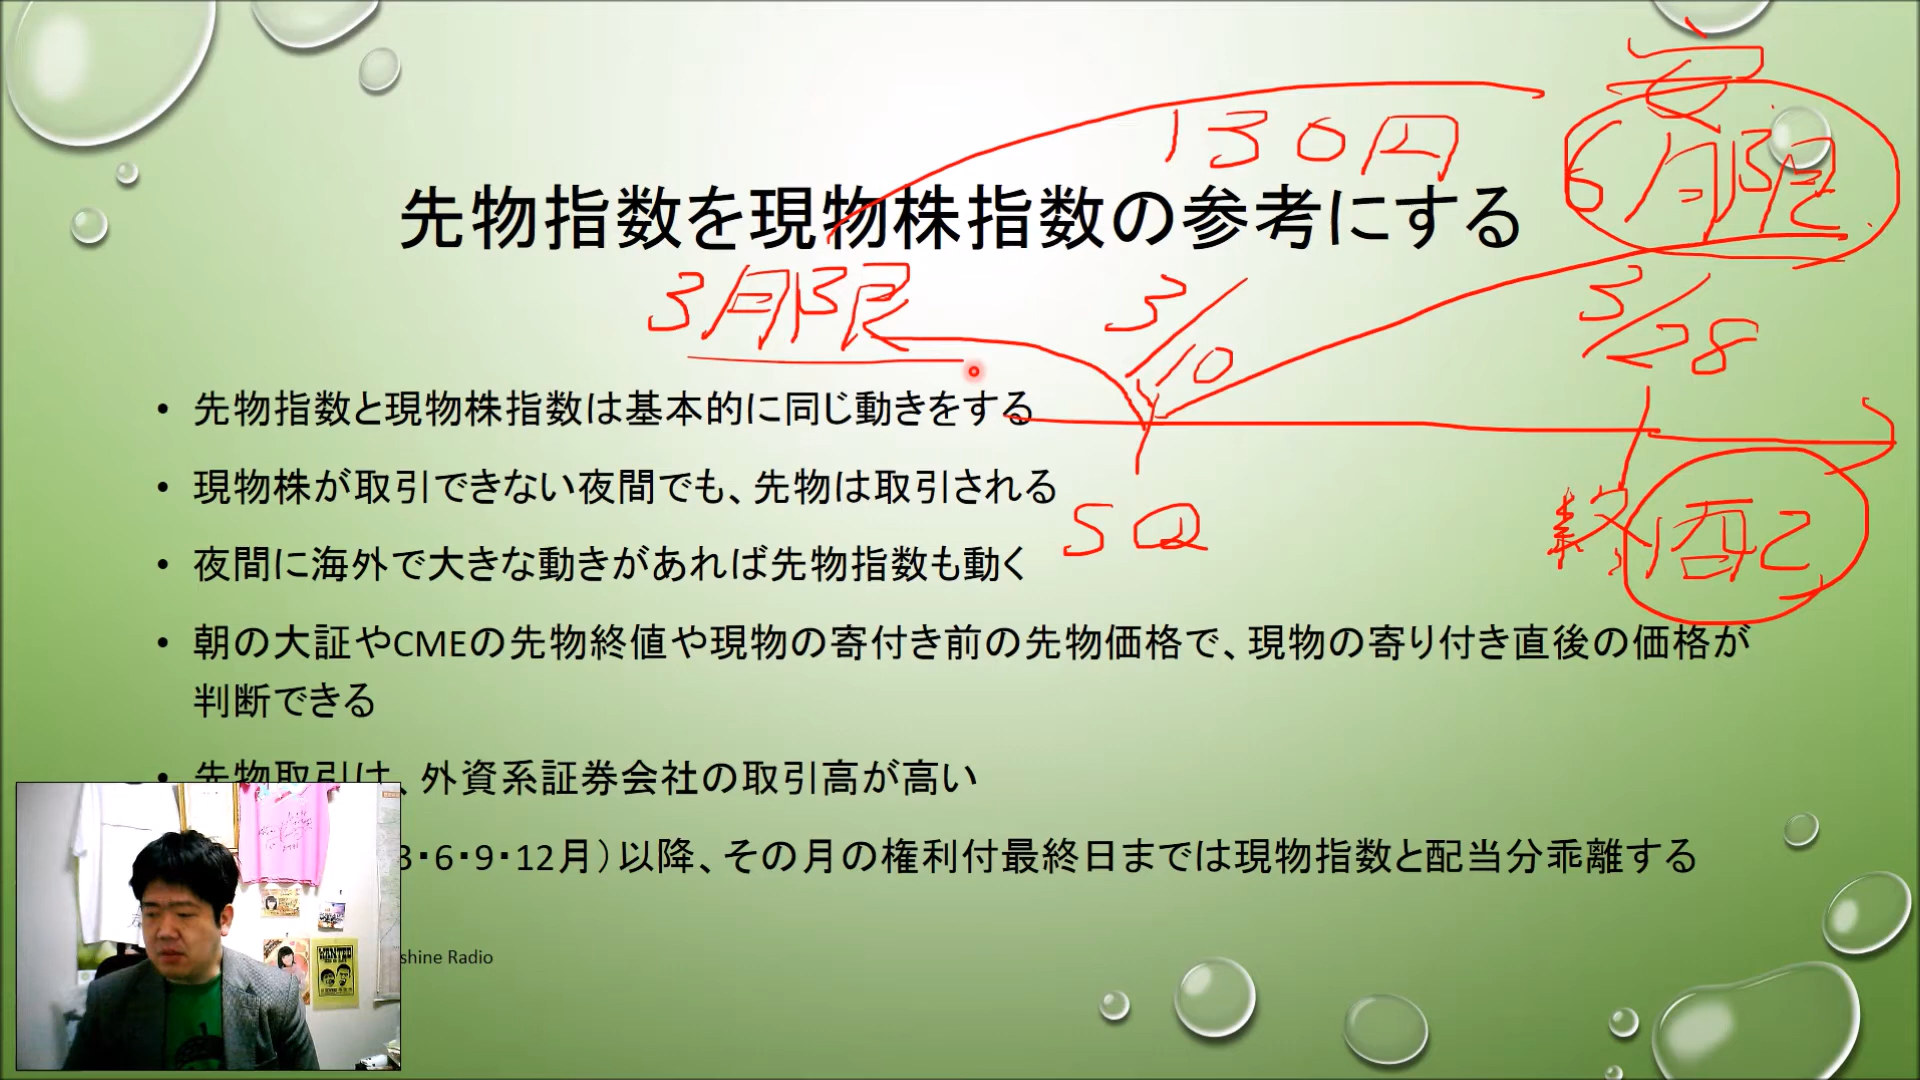 安
130円
6月限
先物指数を現物株指数の参考にする
3月限
3/10
3/28
• 先物指数と現物株指数は基本的に同じ動きをする
• 現物株が取引できない夜間でも、先物は取引される
SQ
配
• 夜間に海外で大きな動きがあれば先物指数も動く
• 朝の大証やCMEの先物終値や現物の寄付き前の先物価格で、現物の寄り付き直後の価格が
判断できる
• 先物取引は、外資系証券会社の取引高が高い
3・6・9・12月）以降、その月の権利付最終日までは現物指数と配当分乖離する
shine Radio
WANTED